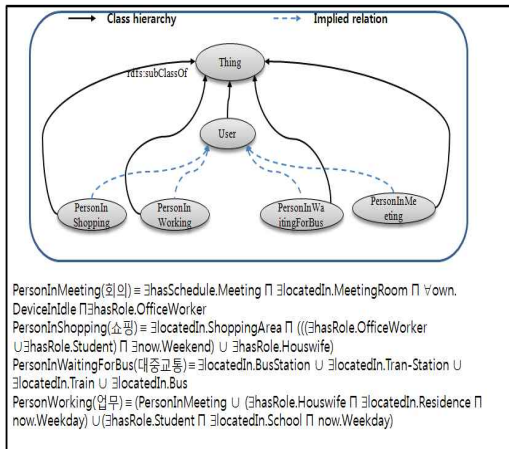 Class hierarchy
Implied relation
Thing
rdfs:subClassOf
User
PersonIn
Shopping
PersonIn
Working
PersonInWa
itingForBus
PersonInMe
eting
PersonInMeeting(회의) ≡ ∃hasSchedule.Meeting ⊓ ∃locatedIn.MeetingRoom ⊓ ∀own.
DeviceInIdle ⊓∃hasRole.OfficeWorker
PersonInShopping(쇼핑) ≡ ∃locatedIn.ShoppingArea ⊓ (((∃hasRole.OfficeWorker
∪∃hasRole.Student) ⊓ ∃now.Weekend) ∪ ∃hasRole.Houswife)
PersonInWaitingForBus(대중교통)≡∃locatedIn.BusStation ∪ ∃locatedIn.Tran-Station ∪
∃locatedIn.Train ∪ ∃locatedIn.Bus
PersonWorking(업무)≡ (PersonInMeeting ∪ (∃hasRole.Houwife ⊓ ∃locatedIn.Residence ⊓
now.Weekday) ∪(∃hasRole.Student ⊓ ∃locatedIn.School ⊓ now.Weekday)